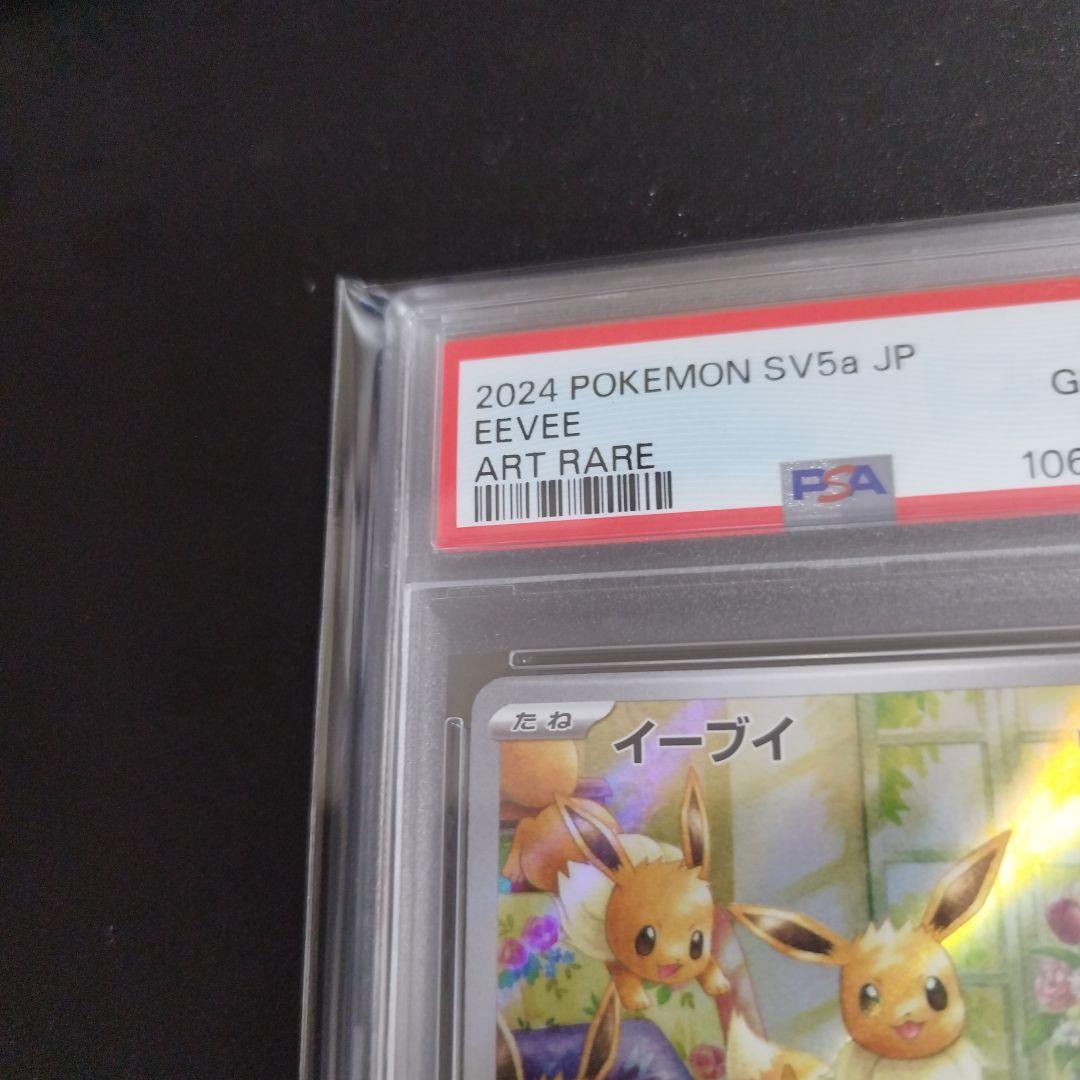 2024 POKEMON SV5a JP
G
EEVEE
ART RARE
106
PSA
たね
イーブイ